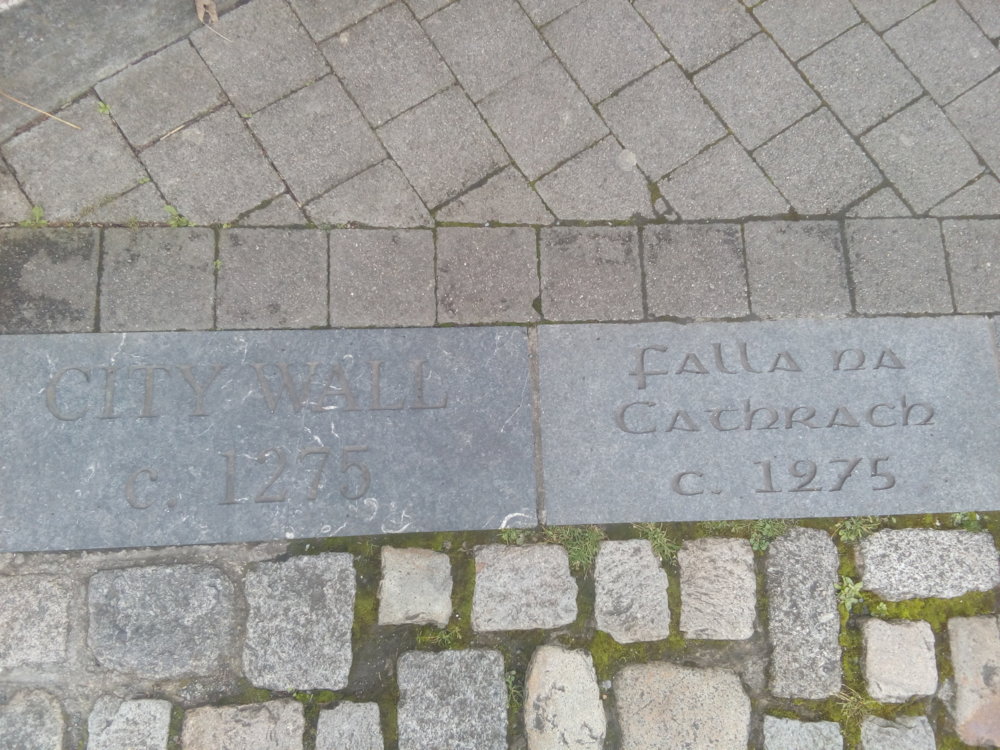 CITY WALL
c. 1275
Falla na
Cathrach
c. 1275